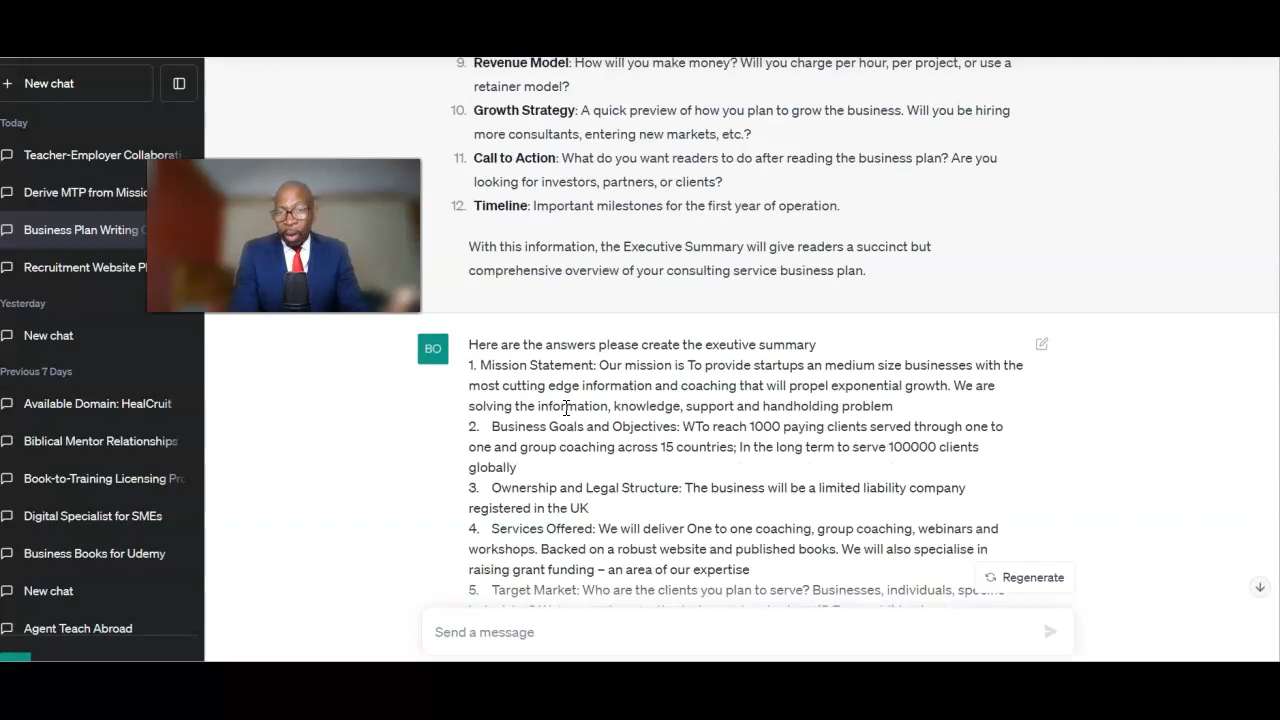 New chat
Today
Teacher-Employer Collaborati
Derive MTP from Missio
Business Plan Writing
Recruitment Website Pl
Yesterday
New chat
Previous 7 Days
Available Domain: HealCruit
Biblical Mentor Relationships
Book-to-Training Licensing Pro
Digital Specialist for SMEs
Business Books for Udemy
New chat
Agent Teach Abroad
9. Revenue Model: How will you make money? Will you charge per hour, per project, or use a
retainer model?
10. Growth Strategy: A quick preview of how you plan to grow the business. Will you be hiring
more consultants, entering new markets, etc.?
11. Call to Action: What do you want readers to do after reading the business plan? Are you
looking for investors, partners, or clients?
12. Timeline: Important milestones for the first year of operation.
With this information, the Executive Summary will give readers a succinct but
comprehensive overview of your consulting service business plan.
BO
Here are the answers please create the exeutive summary
1. Mission Statement: Our mission is To provide startups an medium size businesses with the
most cutting edge information and coaching that will propel exponential growth. We are
solving the information, knowledge, support and handholding problem
2. Business Goals and Objectives: WTo reach 1000 paying clients served through one to
one and group coaching across 15 countries; In the long term to serve 100000 clients
globally
3. Ownership and Legal Structure: The business will be a limited liability company
registered in the UK
4. Services Offered: We will deliver One to one coaching, group coaching, webinars and
workshops. Backed on a robust website and published books. We will also specialise in
raising grant funding – an area of our expertise
5. Target Market: Who are the clients you plan to serve? Businesses, individuals,
Regenerate
Send a message